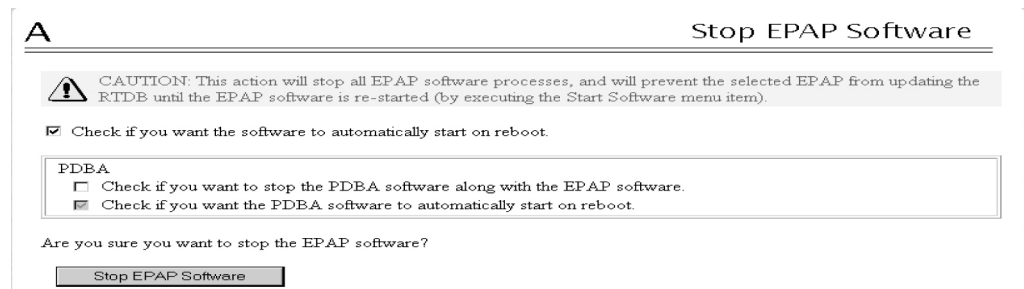 A
Stop EPAP Software
CAUTION: This action will stop all EPAP software processes, and will prevent the selected EPAP from updating the
RTDB until the EPAP software is re-started (by executing the Start Software menu item).
Check if you want the software to automatically start on reboot.
PDBA
Check if you want to stop the PDBA software along with the EPAP software.
Check if you want the PDBA software to automatically start on reboot.
Are you sure you want to stop the EPAP software?
Stop EPAP Software